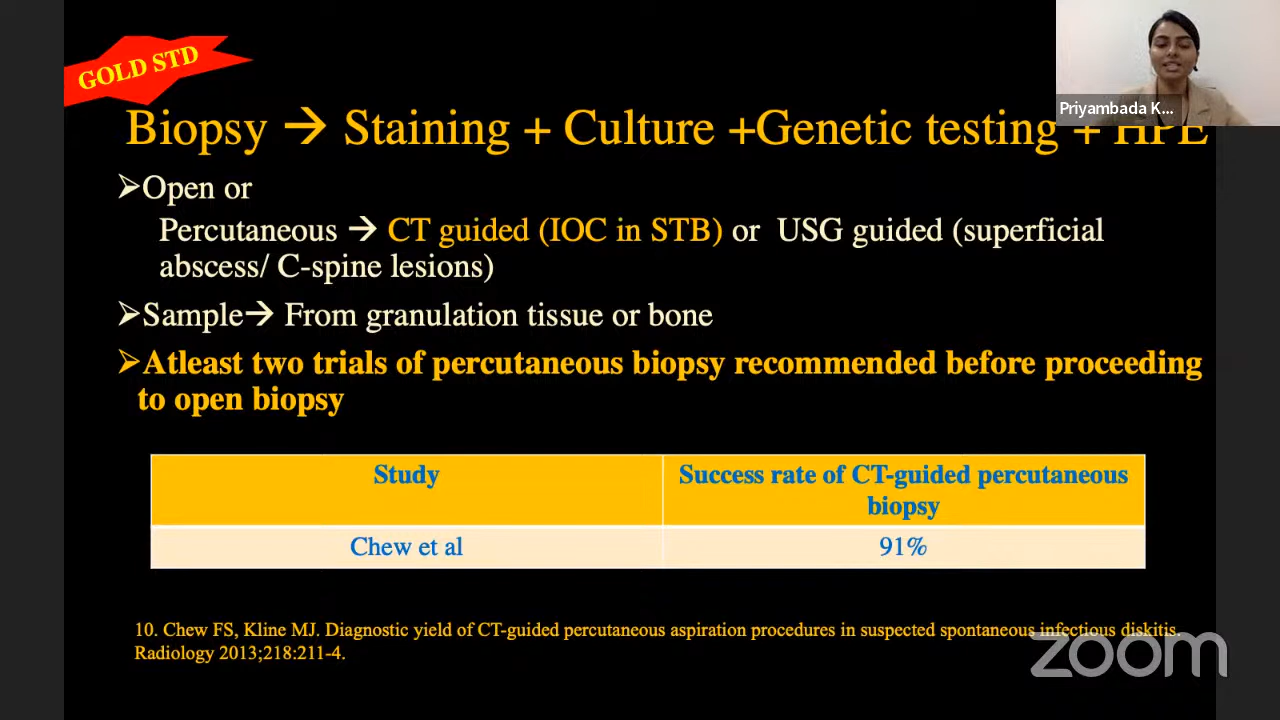 GOLD STD
Priyambada K...
Biopsy → Staining + Culture +Genetic testing + HPE
➢Open or
Percutaneous → CT guided (IOC in STB) or USG guided (superficial
abscess/ C-spine lesions)
➢Sample→ From granulation tissue or bone
➢Atleast two trials of percutaneous biopsy recommended before proceeding
to open biopsy
Study
Success rate of CT-guided percutaneous
biopsy
Chew et al
91%
10. Chew FS, Kline MJ. Diagnostic yield of CT-guided percutaneous aspiration procedures in suspected spontaneous infectious diskitis.
Radiology 2013;218:211-4.
zoom